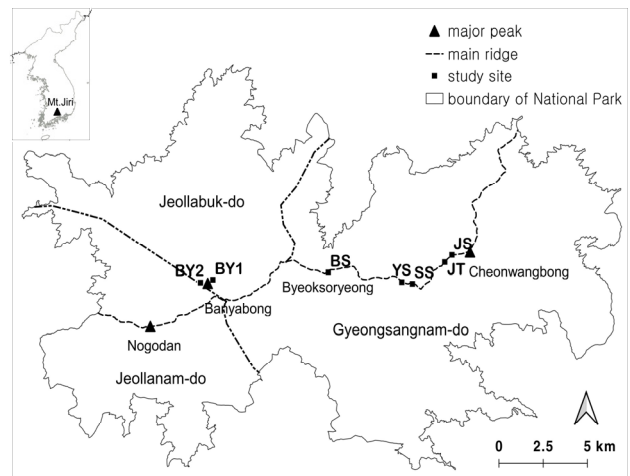 Mt.Jiri
major peak
main ridge
study site
boundary of National Park
Jeollabuk-do
BY2 BY1
Banyabong
BS
Byeoksoryeong
YS SS
JS
JT
Cheonwangbong
Gyeongsangnam-do
Nogodan
Jeollanam-do
0 2.5 5 km